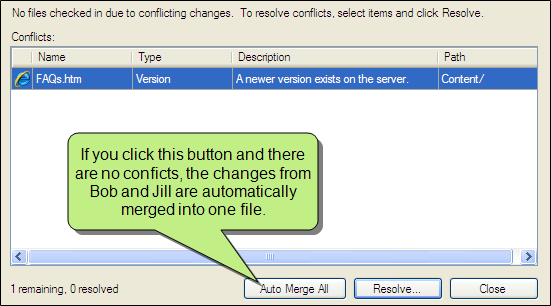 No files checked in due to conflicting changes.  To resolve conflicts, select items and click Resolve.
Conflicts:
Name Type Description Path
FAQs.htm Version A newer version exists on the server. Content/
If you click this button and there
are no conficts, the changes from
Bob and Jill are automatically
merged into one file.
1 remaining, 0 resolved Auto Merge All Resolve... Close